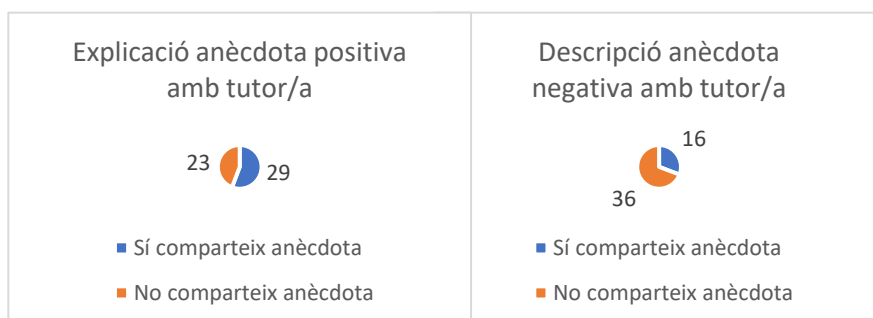 Explicació anècdota positiva
amb tutor/a
23
29
Sí comparteix anècdota
No comparteix anècdota
Descripció anècdota
negativa amb tutor/a
16
36
Sí comparteix anècdota
No comparteix anècdota